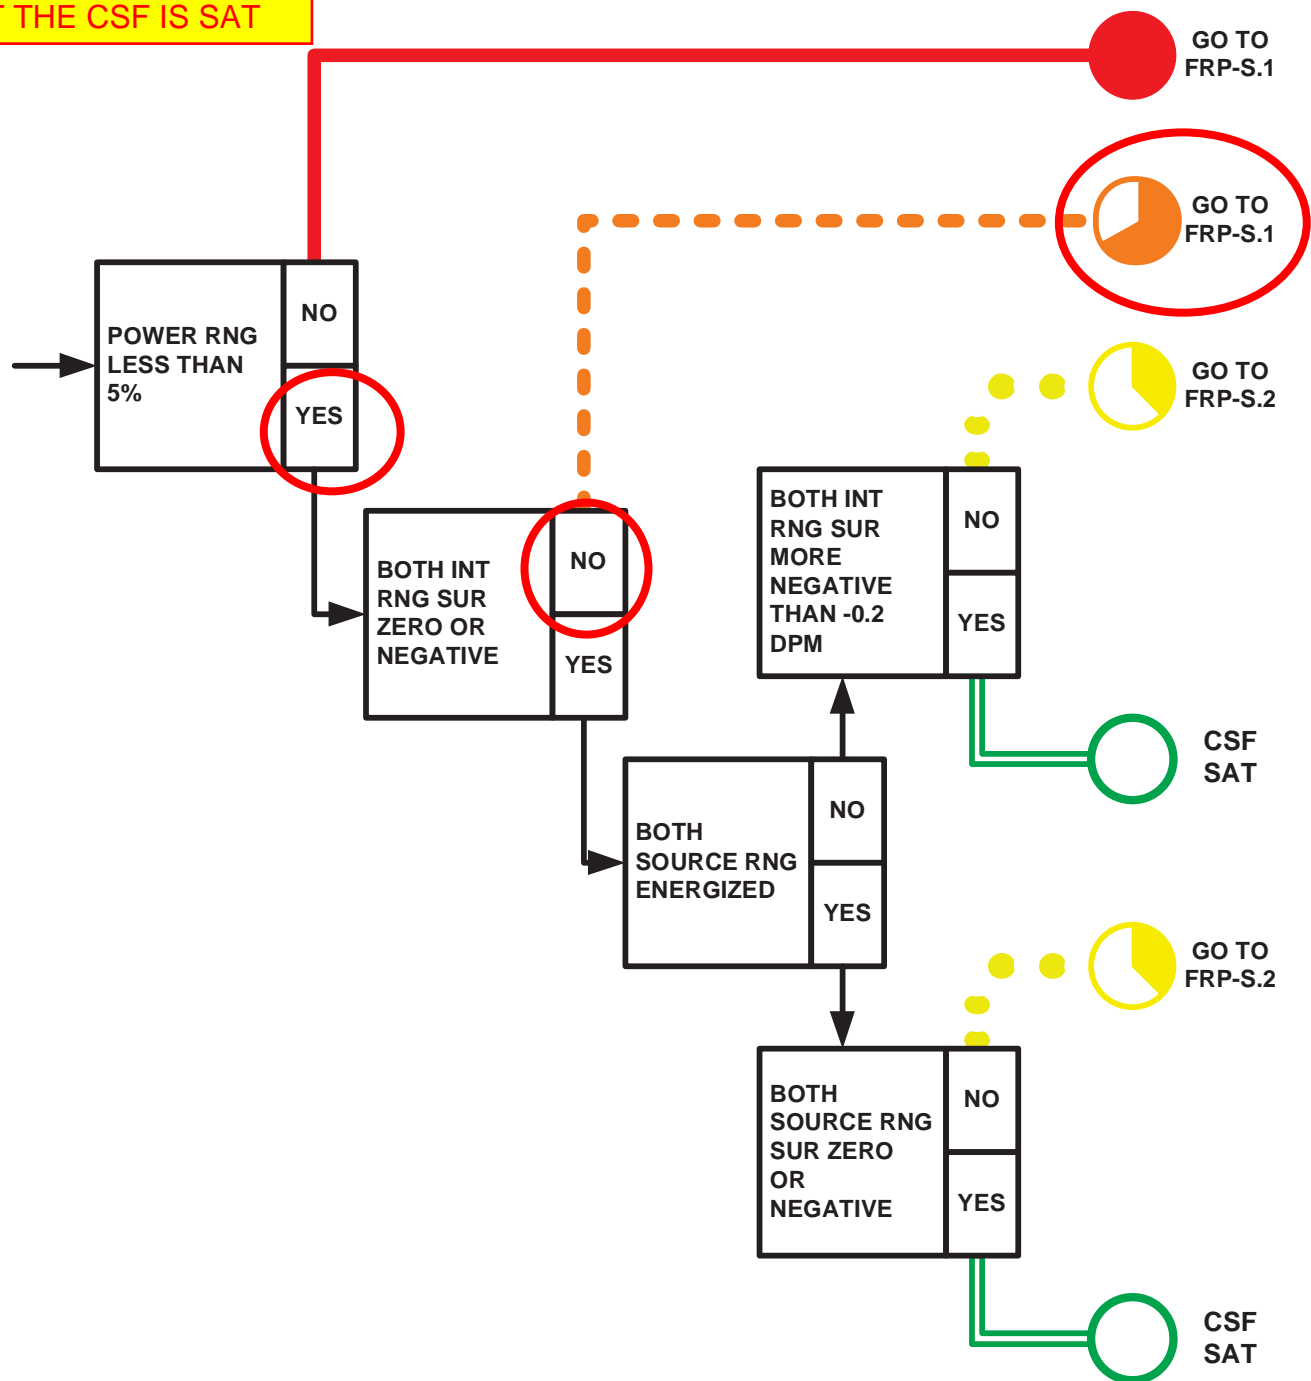 THE CSF IS SAT
GO TO
FRP-S.1
GO TO
FRP-S.1
POWER RNG
LESS THAN
5%
NO
YES
GO TO
FRP-S.2
BOTH INT
RNG SUR
ZERO OR
NEGATIVE
NO
YES
BOTH INT
RNG SUR
MORE
NEGATIVE
THAN -0.2
DPM
NO
YES
CSF
SAT
BOTH
SOURCE RNG
ENERGIZED
NO
YES
GO TO
FRP-S.2
BOTH
SOURCE RNG
SUR ZERO
OR
NEGATIVE
NO
YES
CSF
SAT